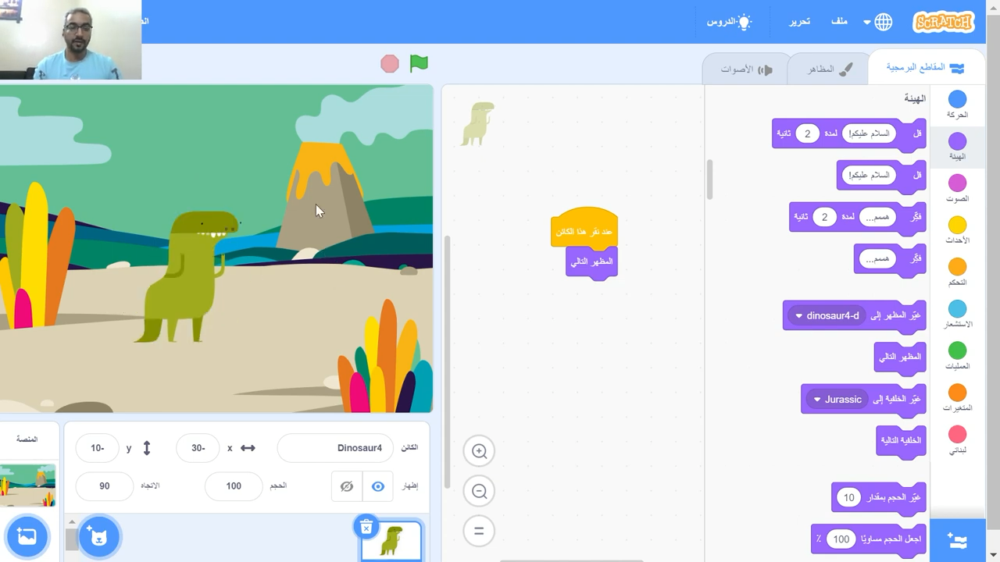 SCRATCH
ملف
تحرير
الدروس
المقاطع البرمجية
المظاهر
الأصوات
الحركة
الهيئة
الصوت
الأحداث
التحكم
الاستشعار
العمليات
المتغيرات
لبناتي
الهيئة
قل السلام عليكم! لمدة 2 ثانية
قل السلام عليكم!
فكّر هممم... لمدة 2 ثانية
فكّر هممم...
غيّر المظهر إلى dinosaur4-d
المظهر التالي
غيّر الخلفية إلى Jurassic
الخلفية التالية
غيّر الحجم بمقدار 10
اجعل الحجم مساويًا 100 ٪
عند نقر هذا الكائن
المظهر التالي
الكائن Dinosaur4 x 30- y 10-
إظهار الحجم 100 الاتجاه 90
المنصة